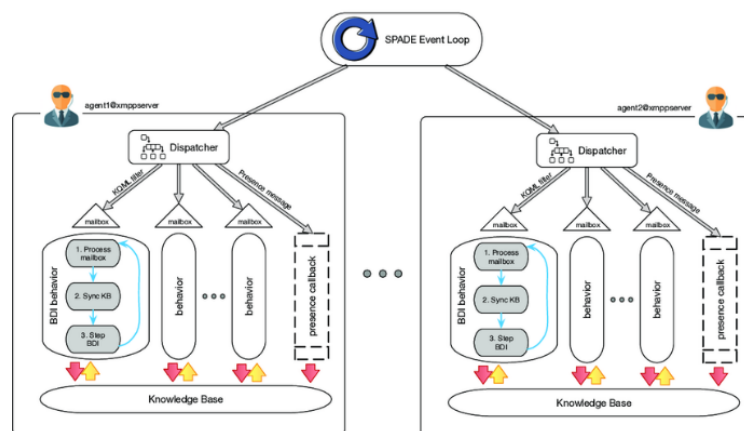 SPADE Event Loop
agent1@xmppserver
Dispatcher
KQML filter
Presence message
mailbox
mailbox
mailbox
BDI behavior
1. Process
mailbox
2. Sync KB
3. Step
BDI
behavior
behavior
presence callback
Knowledge Base
agent2@xmppserver
Dispatcher
KQML filter
Presence message
mailbox
mailbox
mailbox
BDI behavior
1. Process
mailbox
2. Sync KB
3. Step
BDI
behavior
behavior
presence callback
Knowledge Base